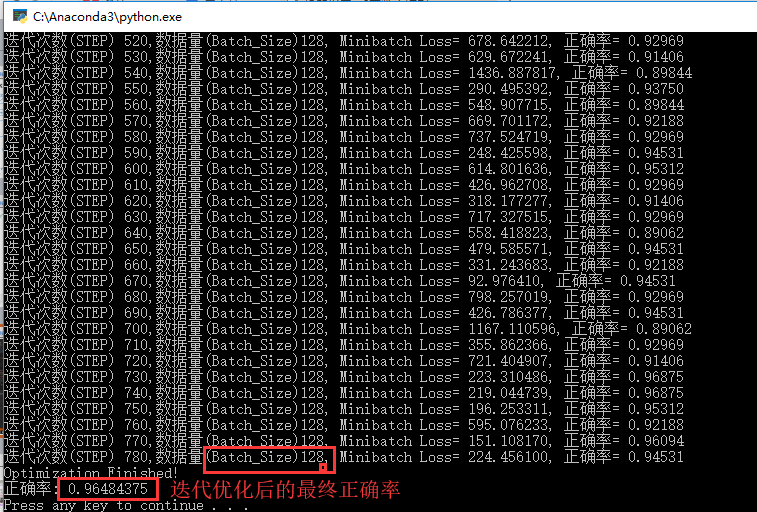 C:\Anaconda3\python.exe
迭代次数(STEP) 520,数据量(Batch_Size)128, Minibatch Loss= 678.642212, 正确率= 0.92969
迭代次数(STEP) 530,数据量(Batch_Size)128, Minibatch Loss= 629.672241, 正确率= 0.91406
迭代次数(STEP) 540,数据量(Batch_Size)128, Minibatch Loss= 1436.887817, 正确率= 0.89844
迭代次数(STEP) 550,数据量(Batch_Size)128, Minibatch Loss= 290.495392, 正确率= 0.93750
迭代次数(STEP) 560,数据量(Batch_Size)128, Minibatch Loss= 548.907715, 正确率= 0.89844
迭代次数(STEP) 570,数据量(Batch_Size)128, Minibatch Loss= 669.701172, 正确率= 0.92188
迭代次数(STEP) 580,数据量(Batch_Size)128, Minibatch Loss= 737.524719, 正确率= 0.92969
迭代次数(STEP) 590,数据量(Batch_Size)128, Minibatch Loss= 248.425598, 正确率= 0.94531
迭代次数(STEP) 600,数据量(Batch_Size)128, Minibatch Loss= 614.801636, 正确率= 0.95312
迭代次数(STEP) 610,数据量(Batch_Size)128, Minibatch Loss= 426.962708, 正确率= 0.92969
迭代次数(STEP) 620,数据量(Batch_Size)128, Minibatch Loss= 318.177277, 正确率= 0.91406
迭代次数(STEP) 630,数据量(Batch_Size)128, Minibatch Loss= 717.327515, 正确率= 0.92969
迭代次数(STEP) 640,数据量(Batch_Size)128, Minibatch Loss= 558.418823, 正确率= 0.89062
迭代次数(STEP) 650,数据量(Batch_Size)128, Minibatch Loss= 479.585571, 正确率= 0.94531
迭代次数(STEP) 660,数据量(Batch_Size)128, Minibatch Loss= 331.243683, 正确率= 0.92188
迭代次数(STEP) 670,数据量(Batch_Size)128, Minibatch Loss= 92.976410, 正确率= 0.94531
迭代次数(STEP) 680,数据量(Batch_Size)128, Minibatch Loss= 798.257019, 正确率= 0.92969
迭代次数(STEP) 690,数据量(Batch_Size)128, Minibatch Loss= 426.786377, 正确率= 0.94531
迭代次数(STEP) 700,数据量(Batch_Size)128, Minibatch Loss= 1167.110596, 正确率= 0.89062
迭代次数(STEP) 710,数据量(Batch_Size)128, Minibatch Loss= 355.862366, 正确率= 0.92969
迭代次数(STEP) 720,数据量(Batch_Size)128, Minibatch Loss= 721.404907, 正确率= 0.91406
迭代次数(STEP) 730,数据量(Batch_Size)128, Minibatch Loss= 223.310486, 正确率= 0.96875
迭代次数(STEP) 740,数据量(Batch_Size)128, Minibatch Loss= 219.044739, 正确率= 0.96875
迭代次数(STEP) 750,数据量(Batch_Size)128, Minibatch Loss= 196.253311, 正确率= 0.95312
迭代次数(STEP) 760,数据量(Batch_Size)128, Minibatch Loss= 595.076233, 正确率= 0.92188
迭代次数(STEP) 770,数据量(Batch_Size)128, Minibatch Loss= 151.108170, 正确率= 0.96094
迭代次数(STEP) 780,数据量(Batch_Size)128, Minibatch Loss= 224.456100, 正确率= 0.94531
Optimization Finished!
正确率: 0.96484375 迭代优化后的最终正确率
Press any key to continue . . .